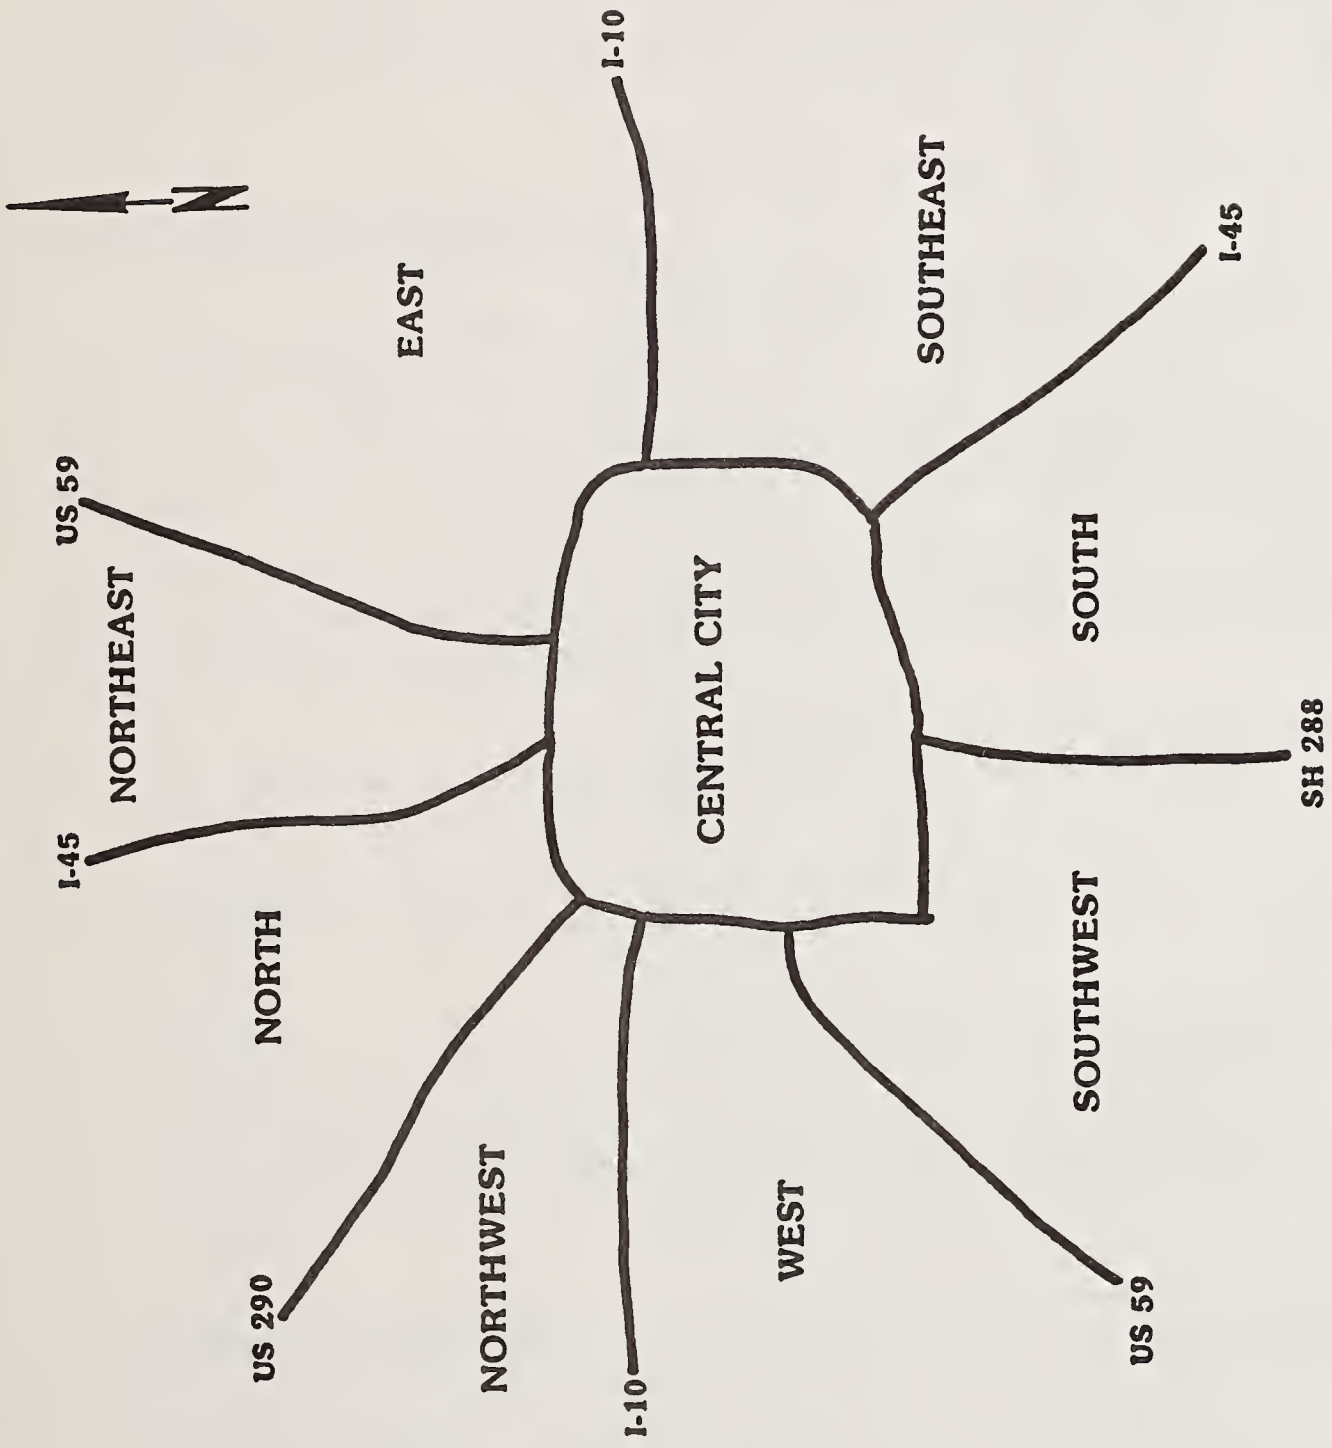 N
US 59
I-45
NORTHEAST
NORTH
EAST
US 290
NORTHWEST
I-10
I-10
CENTRAL CITY
WEST
SOUTHEAST
SOUTHWEST
SOUTH
US 59
I-45
SH 288